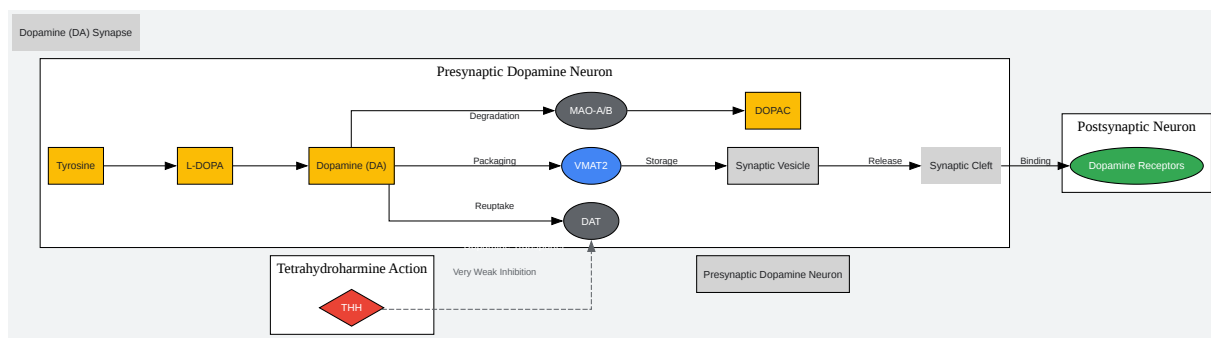 Dopamine (DA) Synapse
Presynaptic Dopamine Neuron
MAO-A/B
DOPAC
Degradation
Postsynaptic Neuron
Tyrosine
L-DOPA
Dopamine (DA)
Packaging
VMAT2
Storage
Synaptic Vesicle
Release
Synaptic Cleft
Binding
Dopamine Receptors
Reuptake
DAT
Tetrahydroharmine Action
Very Weak Inhibition
Presynaptic Dopamine Neuron
THH